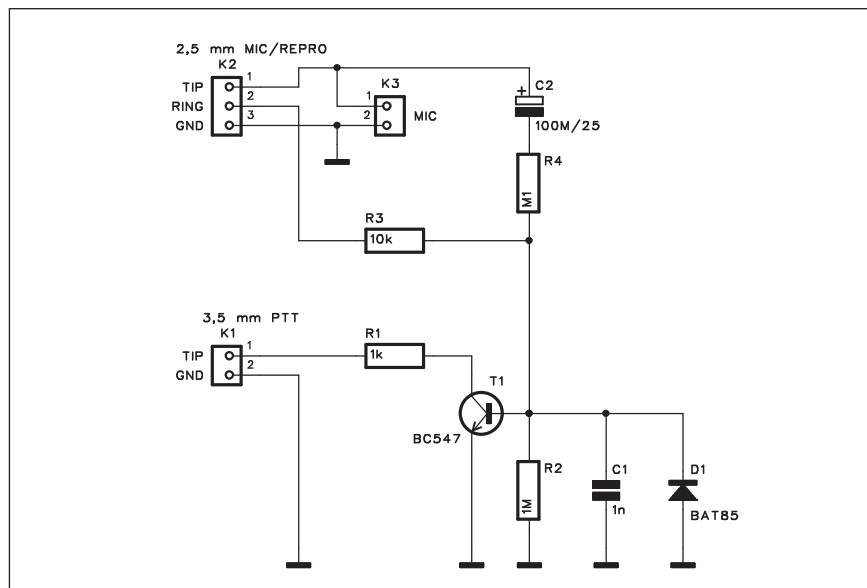 2,5 mm MIC/REPRO
K2
TIP 1
RING 2
GND 3
K3
1
2
MIC
C2
+
100M/25
R4
M1
R3
10k
3,5 mm PTT
K1
TIP 1
GND 2
R1
1k
T1
BC547
R2
1M
C1
1n
D1
BAT85